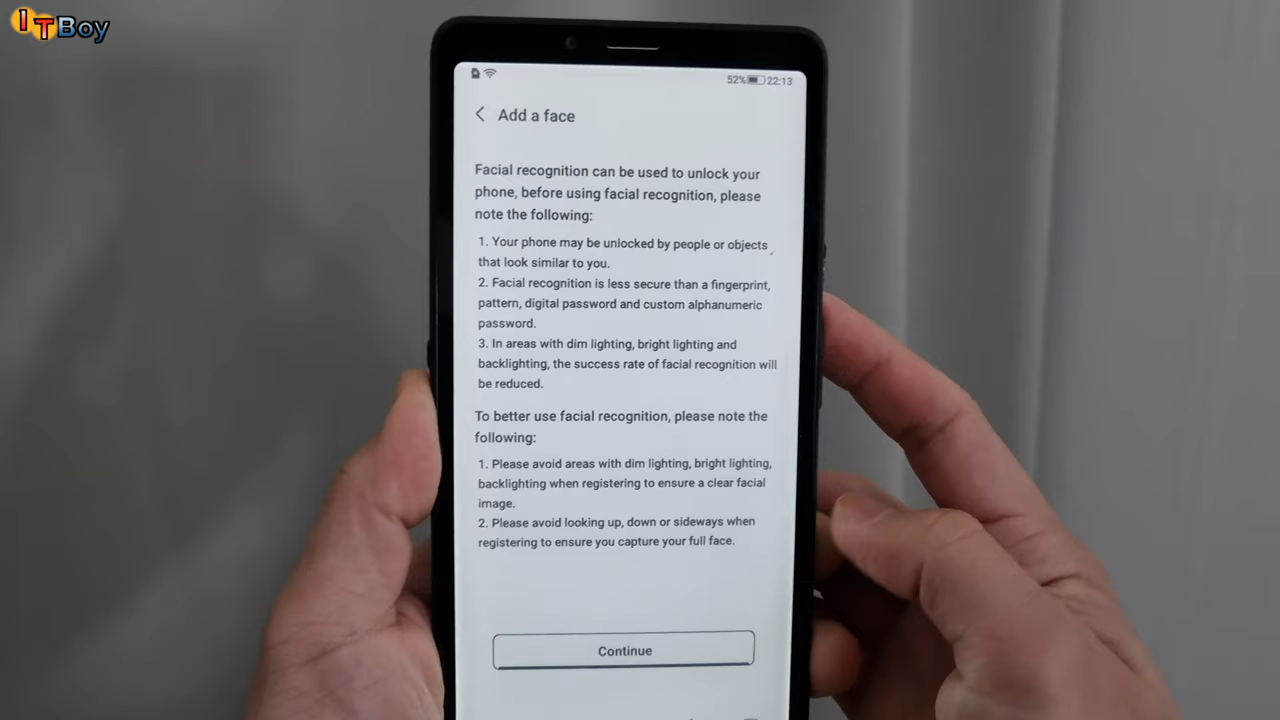 ITBoy
52% 22:13
Add a face
Facial recognition can be used to unlock your
phone, before using facial recognition, please
note the following:
1. Your phone may be unlocked by people or objects
that look similar to you.
2. Facial recognition is less secure than a fingerprint,
pattern, digital password and custom alphanumeric
password.
3. In areas with dim lighting, bright lighting and
backlighting, the success rate of facial recognition will
be reduced.
To better use facial recognition, please note the
following:
1. Please avoid areas with dim lighting, bright lighting,
backlighting when registering to ensure a clear facial
image.
2. Please avoid looking up, down or sideways when
registering to ensure you capture your full face.
Continue